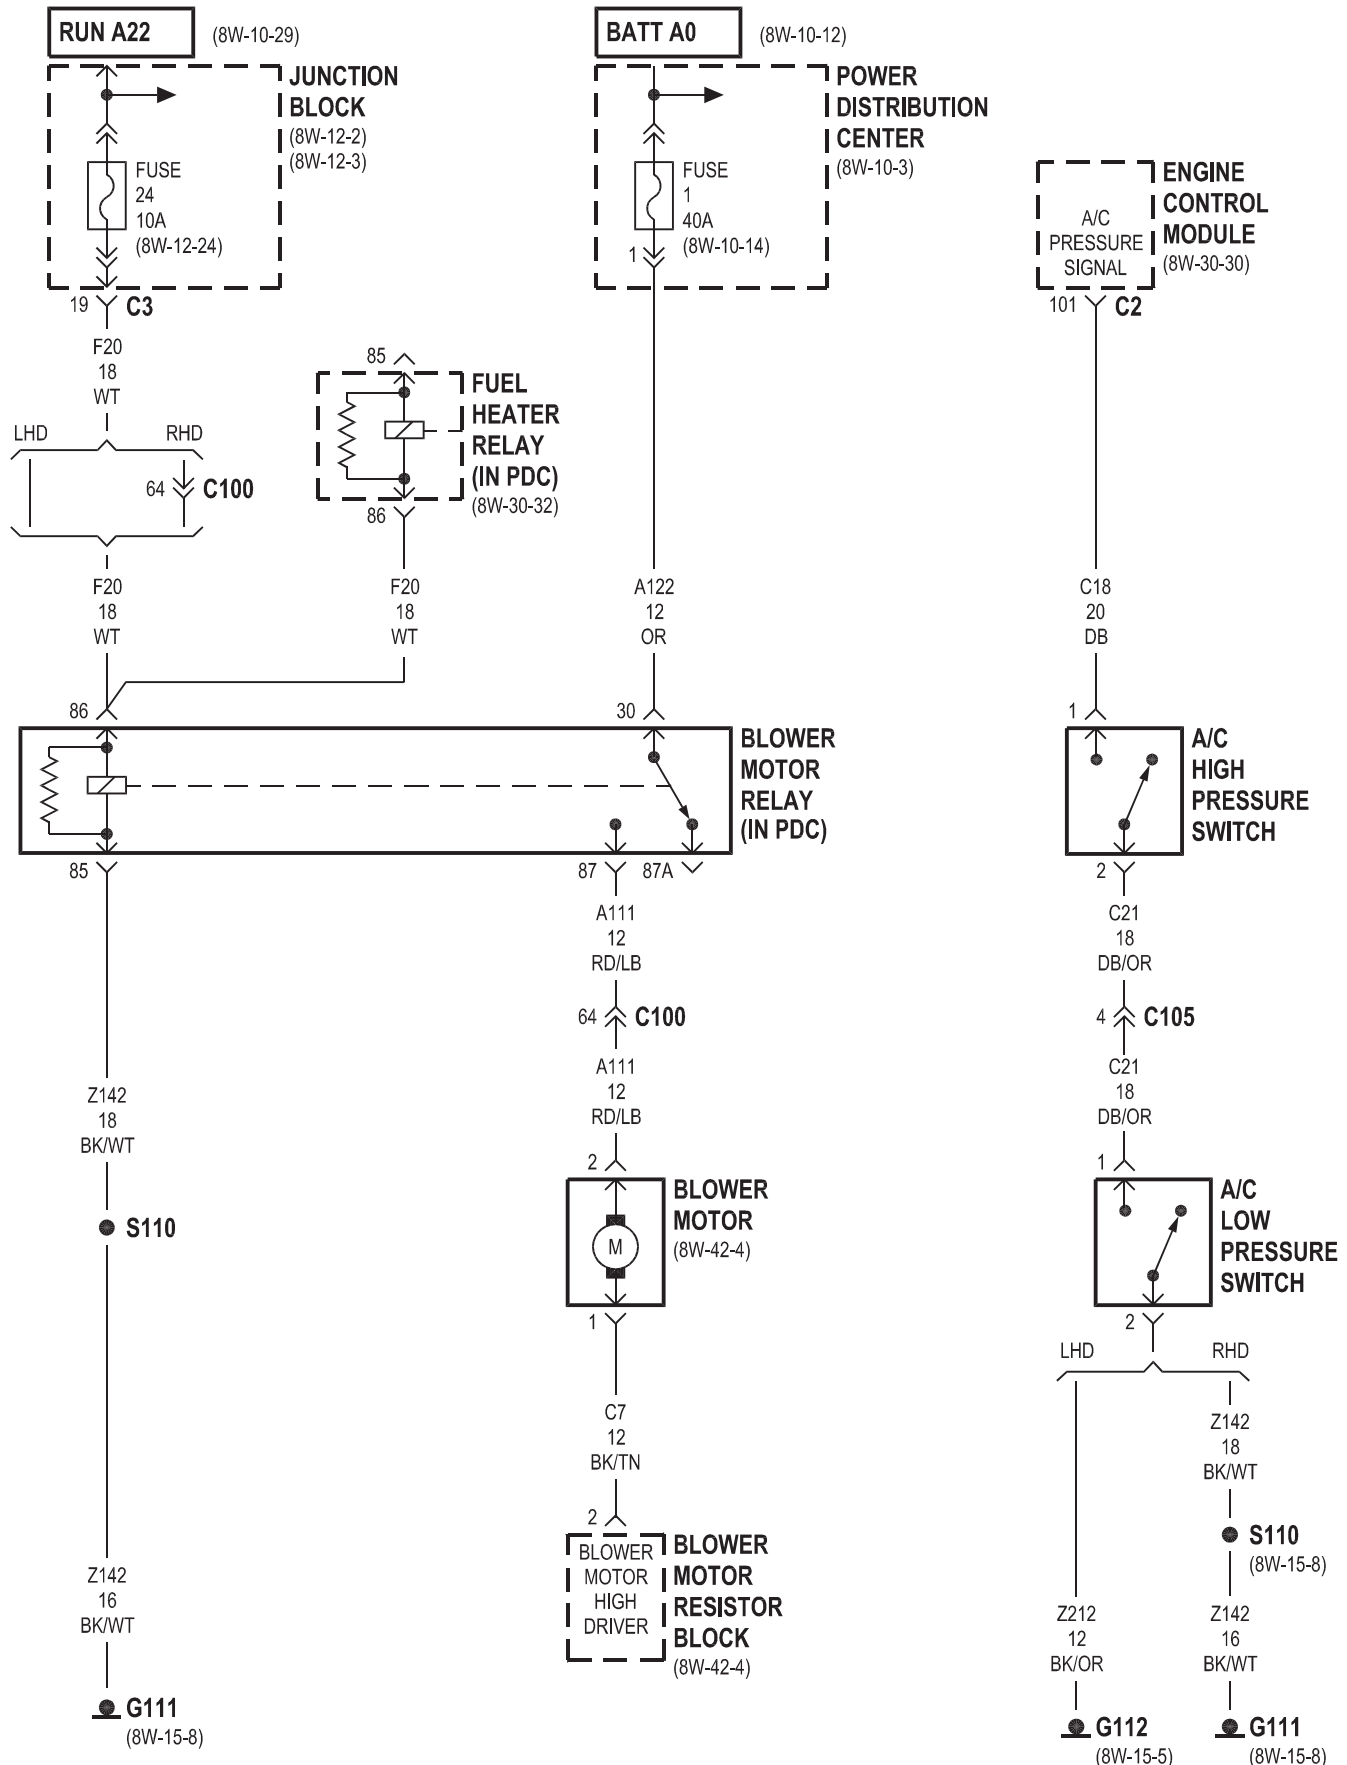 RUN A22
(8W-10-29)
JUNCTION
BLOCK
(8W-12-2)
(8W-12-3)
FUSE
24
10A
(8W-12-24)
19
C3
F20
18
WT
LHD
RHD
64
C100
F20
18
WT
85
FUEL
HEATER
RELAY
(IN PDC)
(8W-30-32)
86
F20
18
WT
BATT A0
(8W-10-12)
POWER
DISTRIBUTION
CENTER
(8W-10-3)
FUSE
1
40A
(8W-10-14)
1
A122
12
OR
ENGINE
CONTROL
MODULE
(8W-30-30)
A/C
PRESSURE
SIGNAL
101
C2
C18
20
DB
86
30
BLOWER
MOTOR
RELAY
(IN PDC)
85
87
87A
Z142
18
BK/WT
S110
Z142
16
BK/WT
G111
(8W-15-8)
A111
12
RD/LB
64
C100
A111
12
RD/LB
2
BLOWER
MOTOR
(8W-42-4)
M
1
C7
12
BK/TN
2
BLOWER
MOTOR
HIGH
DRIVER
BLOWER
MOTOR
RESISTOR
BLOCK
(8W-42-4)
1
A/C
HIGH
PRESSURE
SWITCH
2
C21
18
DB/OR
4
C105
C21
18
DB/OR
1
A/C
LOW
PRESSURE
SWITCH
2
LHD
RHD
Z142
18
BK/WT
S110
(8W-15-8)
Z212
12
BK/OR
Z142
16
BK/WT
G112
(8W-15-5)
G111
(8W-15-8)